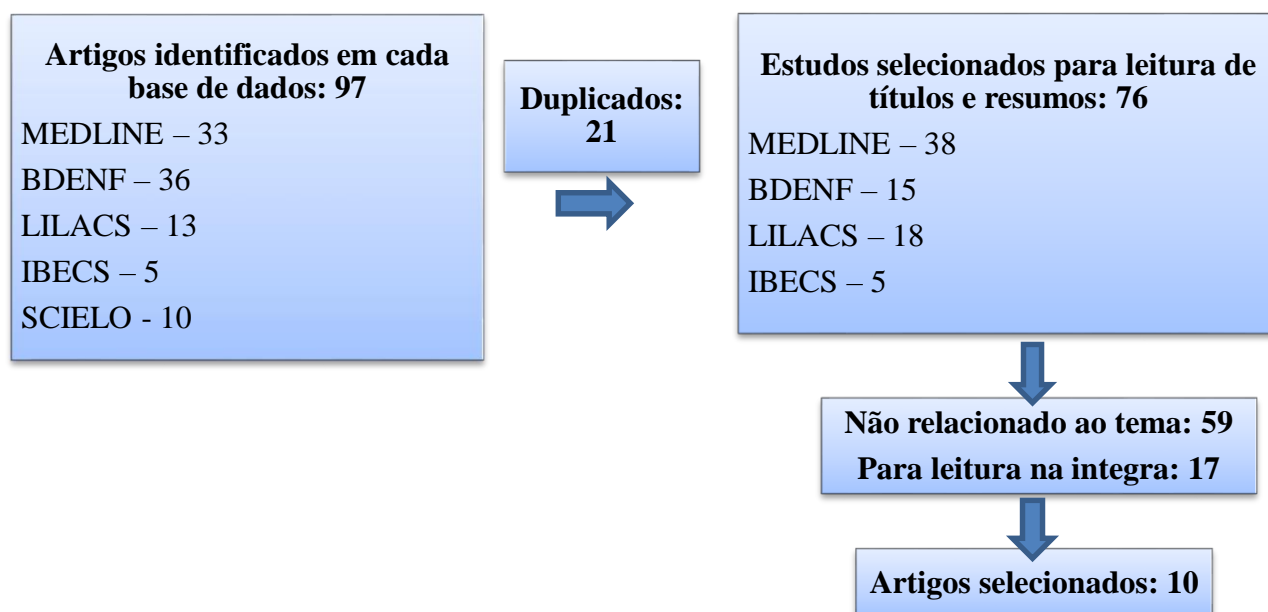 Artigos identificados em cada
base de dados: 97
MEDLINE – 33
BDENF – 36
LILACS – 13
IBECS – 5
SCIELO - 10
Duplicados:
21
Estudos selecionados para leitura de
títulos e resumos: 76
MEDLINE – 38
BDENF – 15
LILACS – 18
IBECS – 5
Não relacionado ao tema: 59
Para leitura na integra: 17
Artigos selecionados: 10